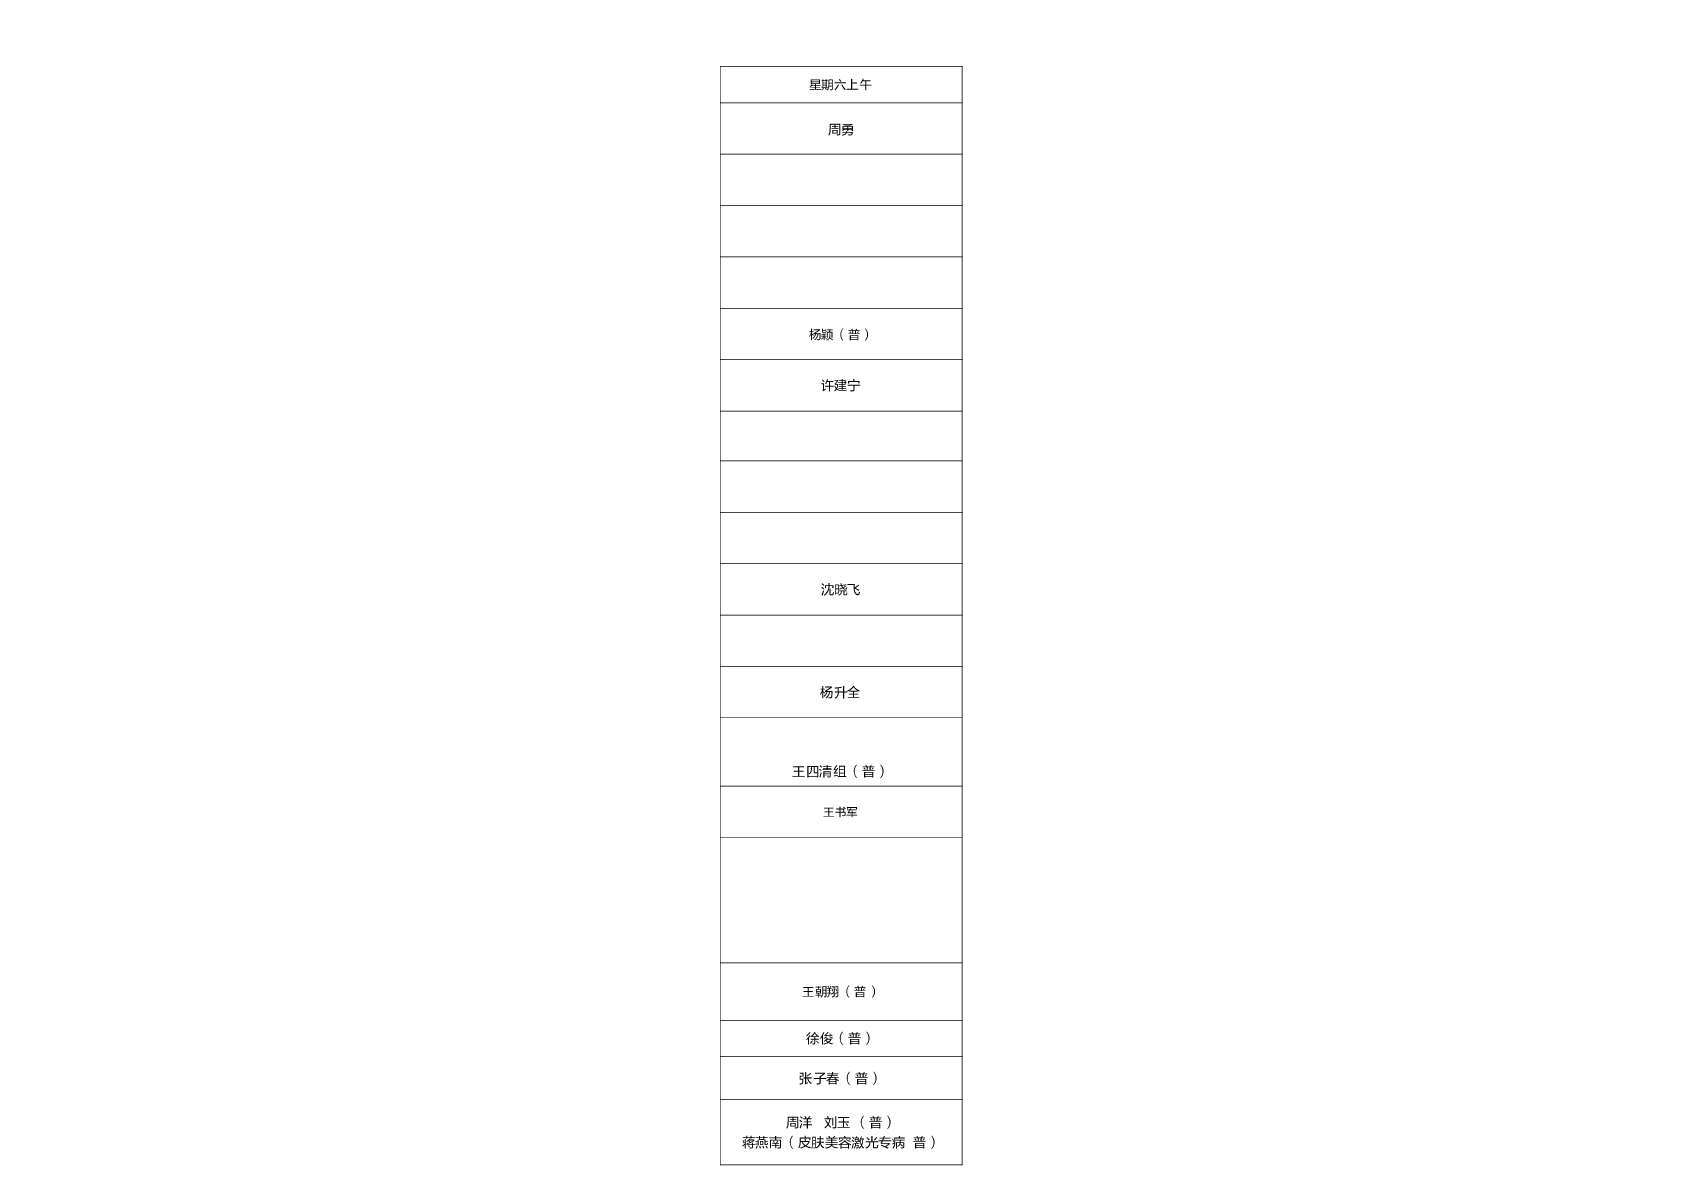 星期六上午
周勇
杨颖（普）
许建宁
沈晓飞
杨升全
王四清组（普）
王书军
王朝翔（普）
徐俊（普）
张子春（普）
周洋 刘玉（普）
蒋燕南（皮肤美容激光专病 普）